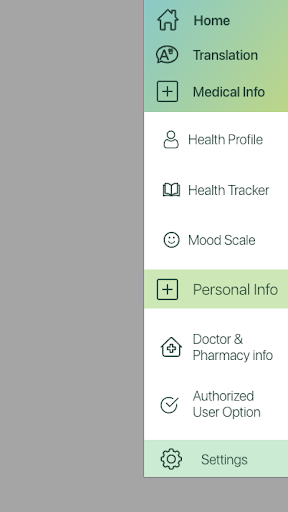 Home
Translation
Medical Info
Health Profile
Health Tracker
Mood Scale
Personal Info
Doctor &
Pharmacy info
Authorized
User Option
Settings